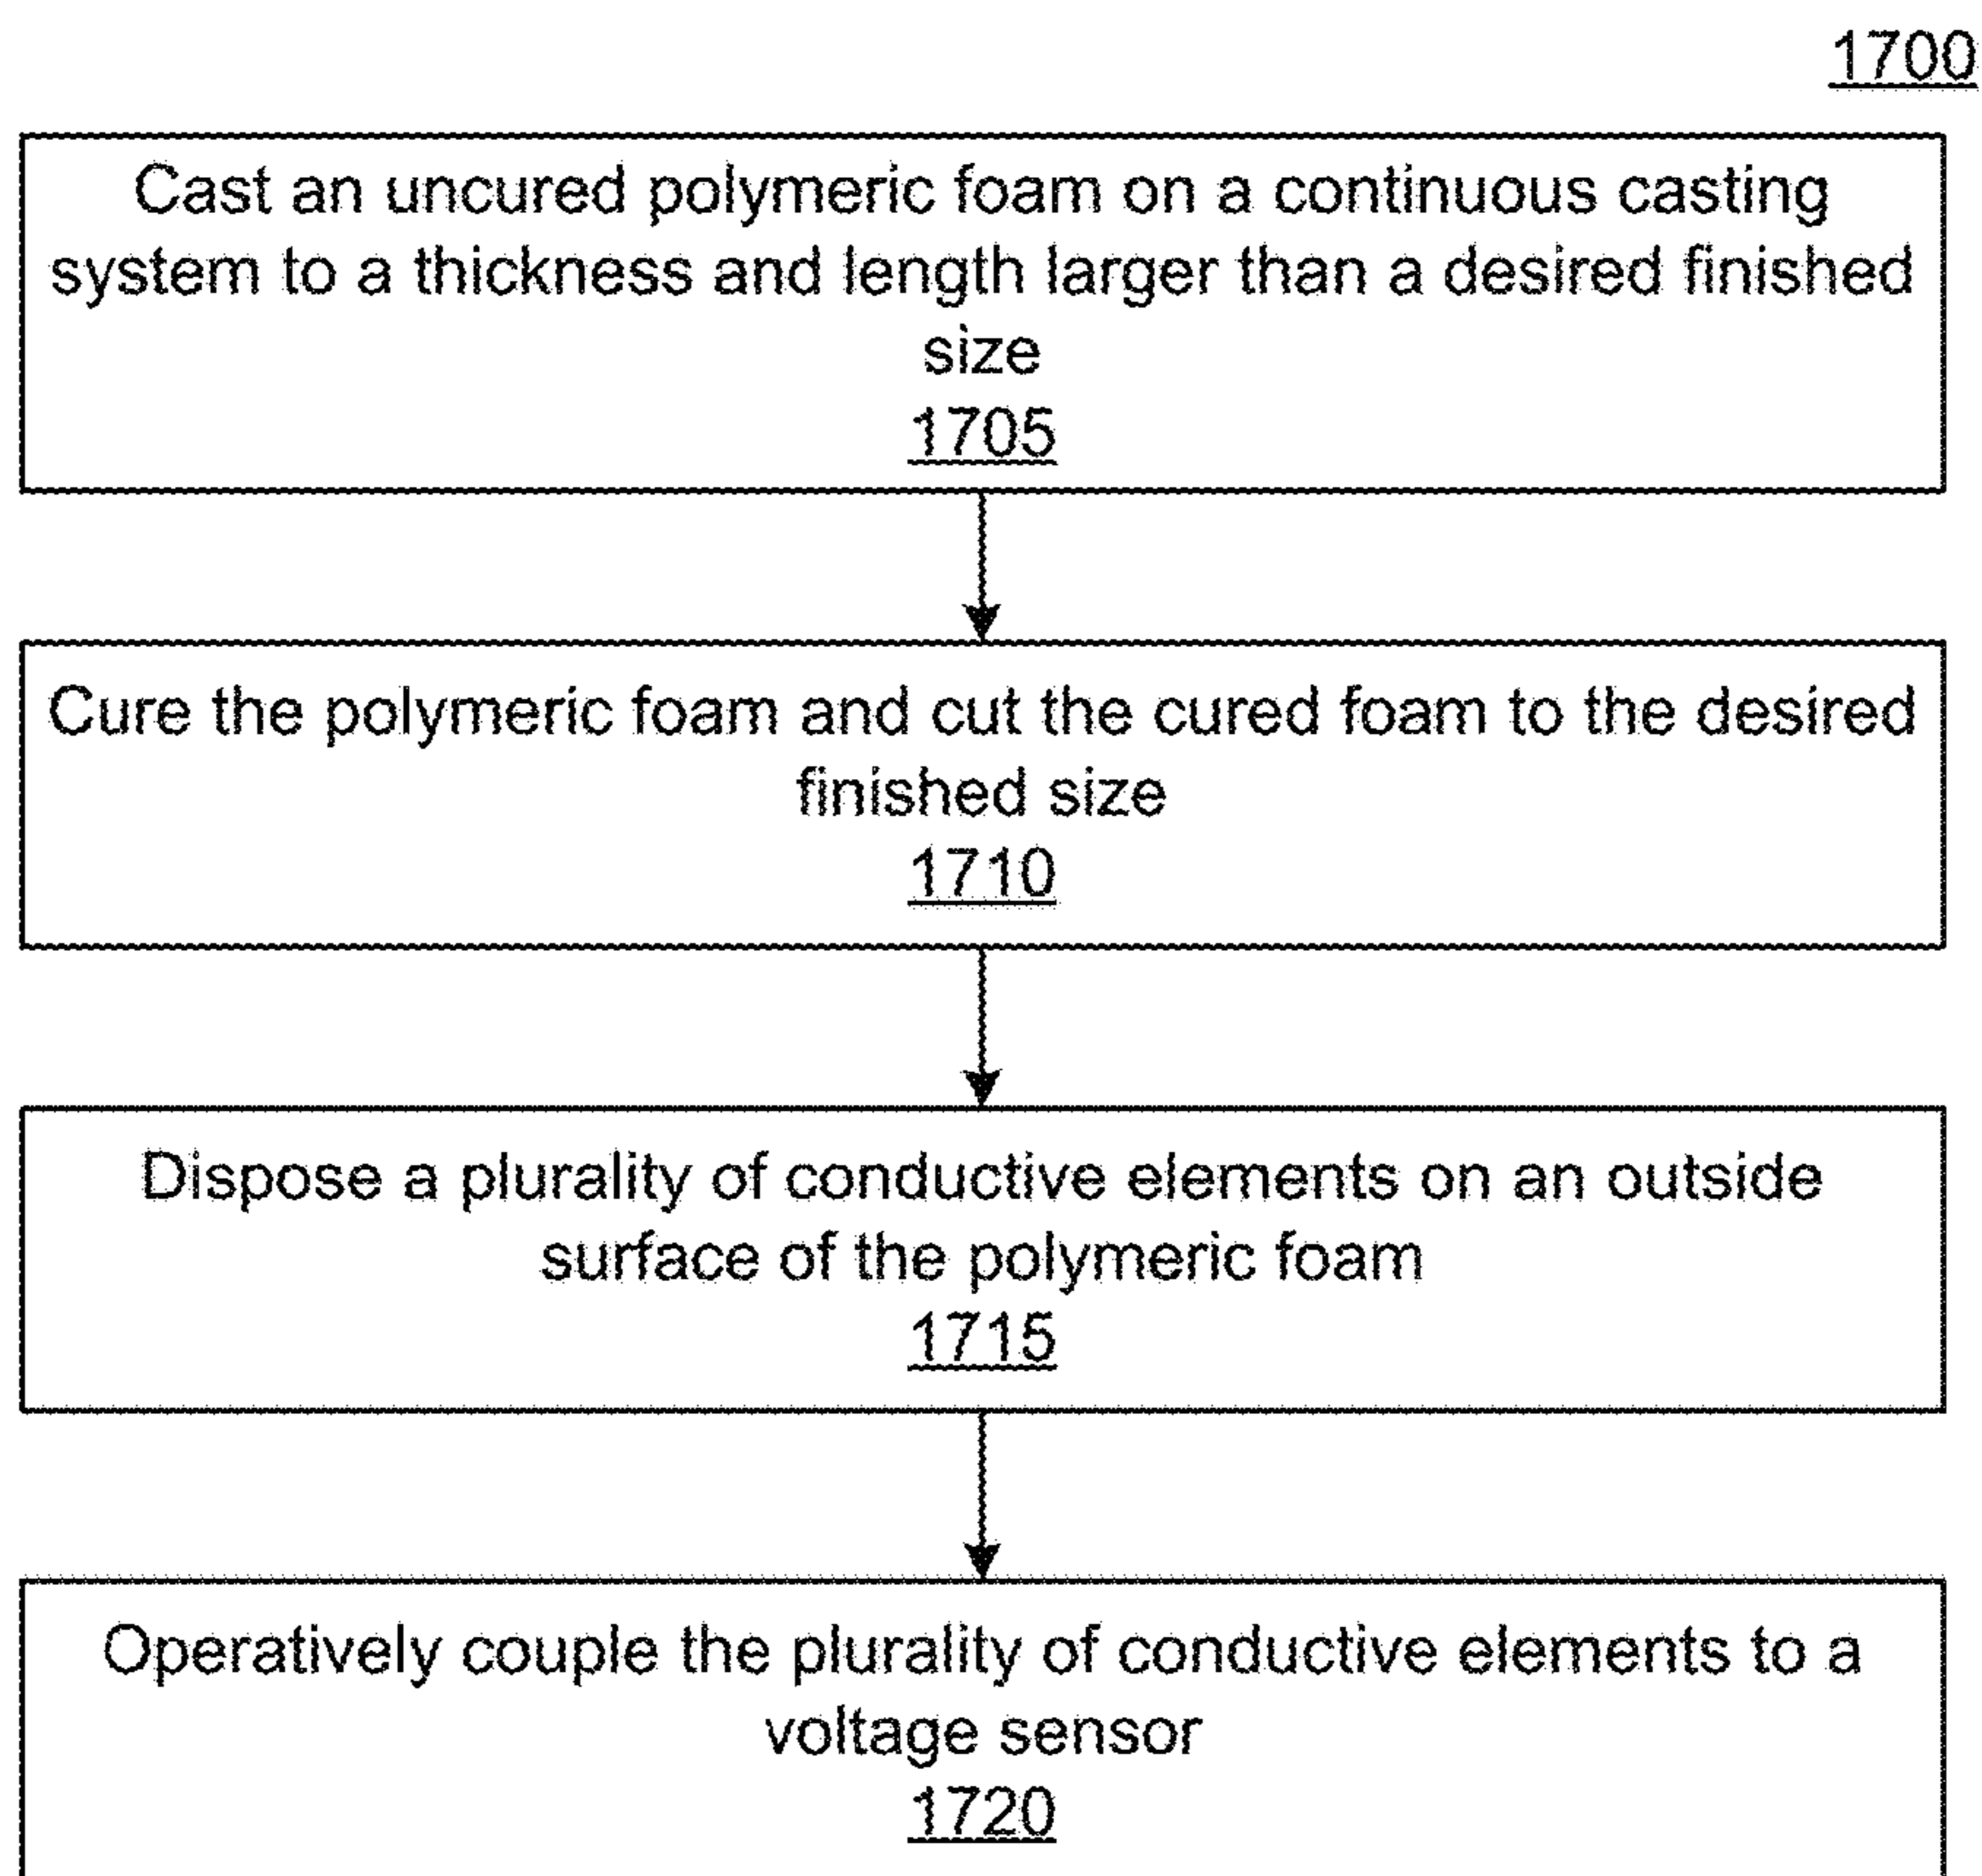 1700
Cast an uncured polymeric foam on a continuous casting
system to a thickness and length larger than a desired finished
size
1705
Cure the polymeric foam and cut the cured foam to the desired
finished size
1710
Dispose a plurality of conductive elements on an outside
surface of the polymeric foam
1715
Operatively couple the plurality of conductive elements to a
voltage sensor
1720